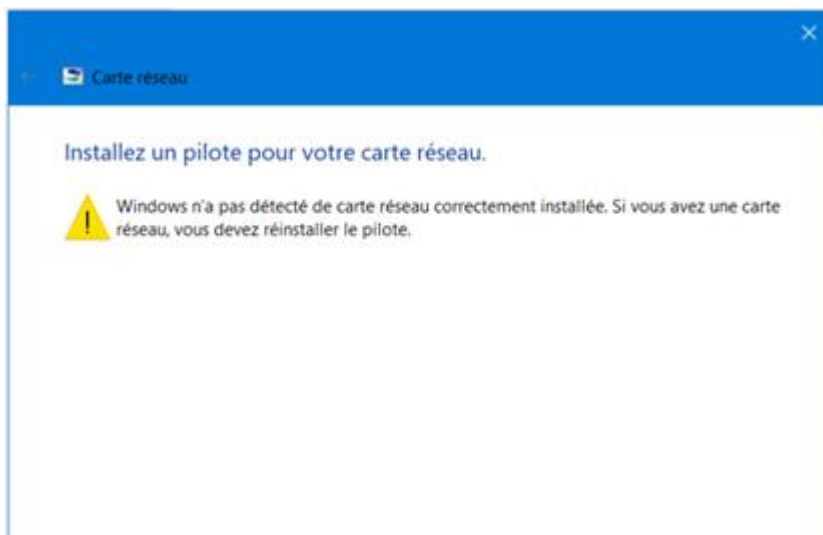 Carte réseau
Installez un pilote pour votre carte réseau.
Windows n'a pas détecté de carte réseau correctement installée. Si vous avez une carte
réseau, vous devez réinstaller le pilote.